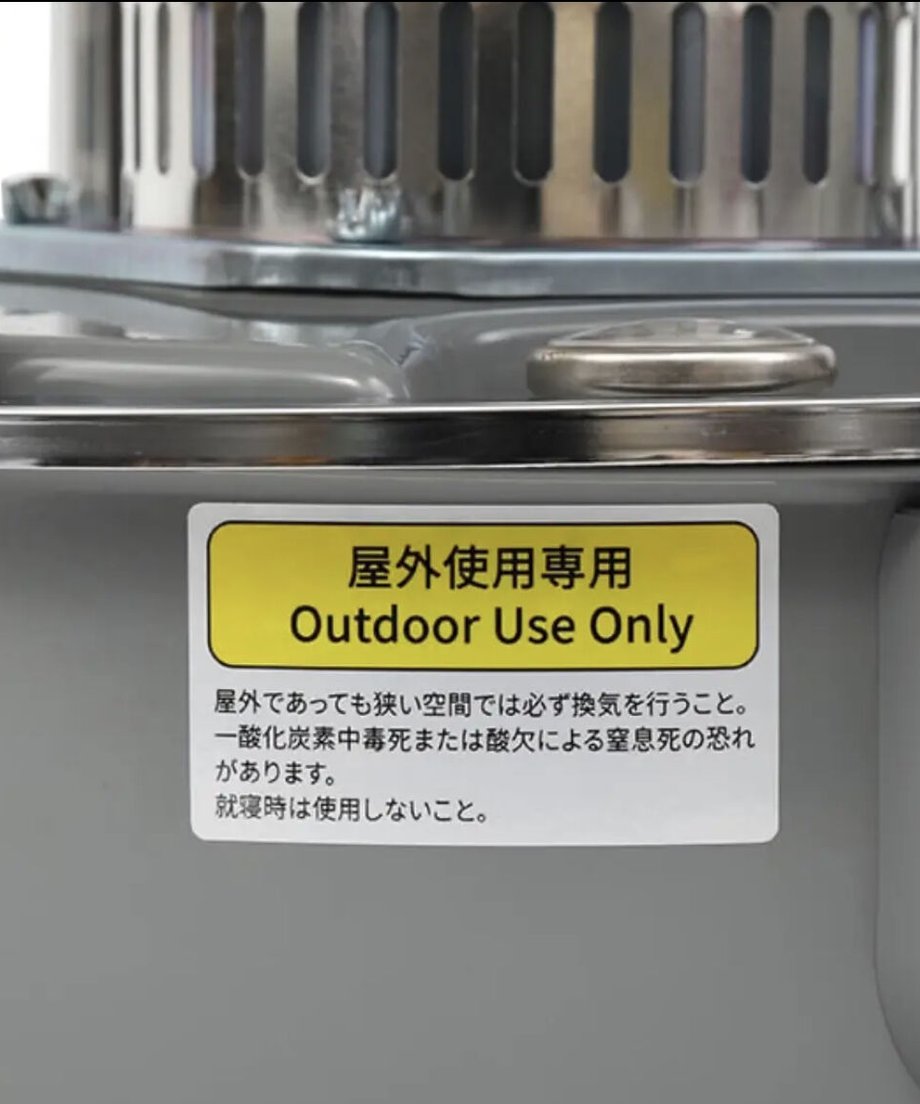 屋外使用専用
Outdoor Use Only
屋外であっても狭い空間では必ず換気を行うこと。
一酸化炭素中毒死または酸欠による窒息死の恐れ
があります。
就寝時は使用しないこと。